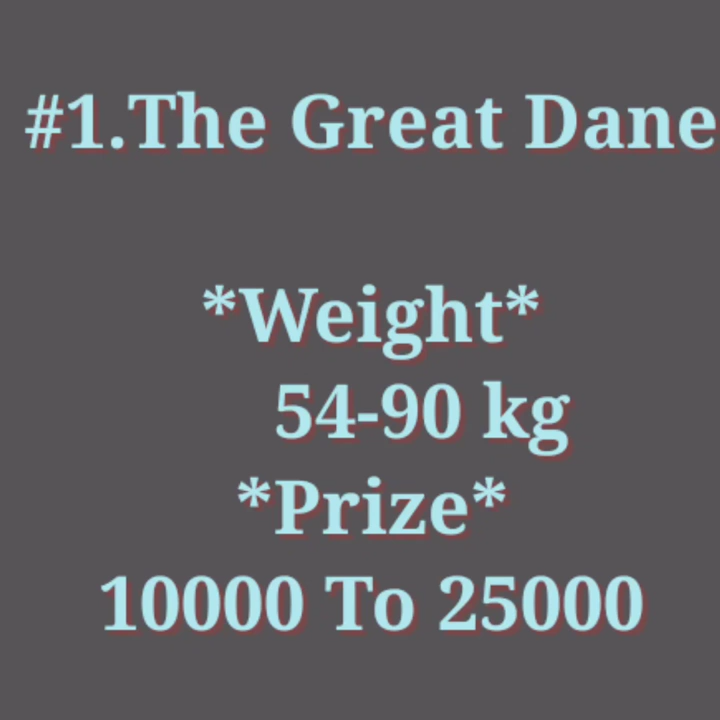 #1.The Great Dane
*Weight*
54-90 kg
*Prize*
10000 To 25000